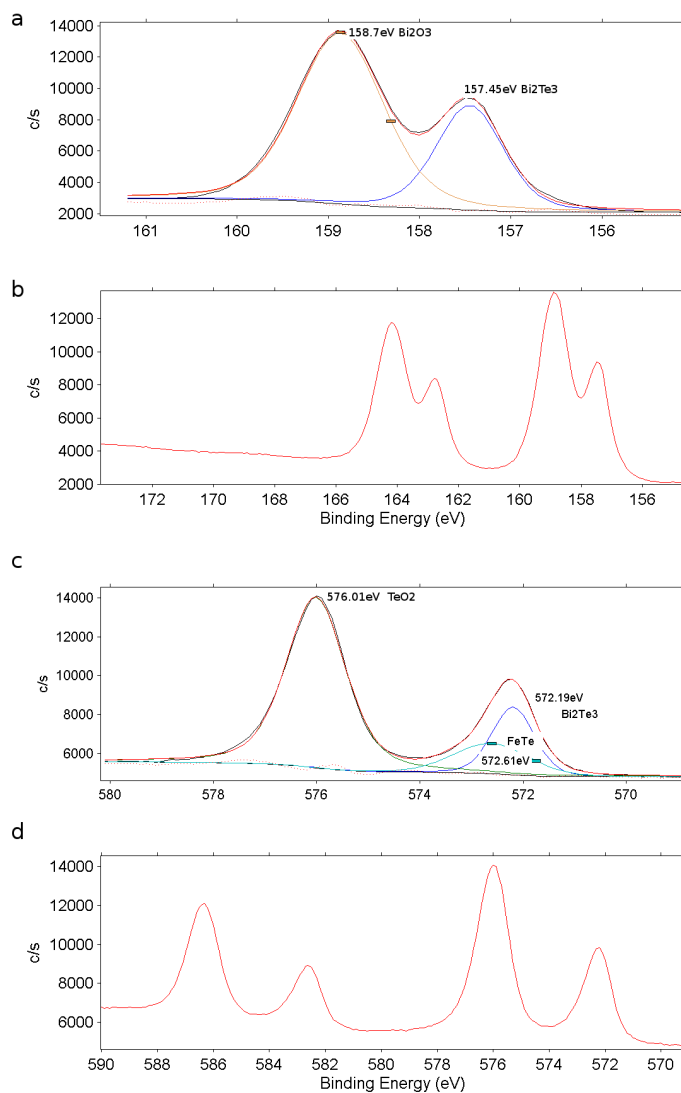 a
14000
158.7eV Bi2O3
12000
157.45eV Bi2Te3
10000
c/s
8000
6000
4000
2000
161 160 159 158 157 156
b
12000
10000
c/s
8000
6000
4000
2000
172 170 168 166 164 162 160 158 156 154
Binding Energy (eV)
c
14000
576.01eV TeO2
12000
c/s
10000
572.19eV
Bi2Te3
8000
FeTe
572.61eV
6000
580 578 576 574 572 570
d
14000
12000
c/s
10000
8000
6000
590 588 586 584 582 580 578 576 574 572 570
Binding Energy (eV)